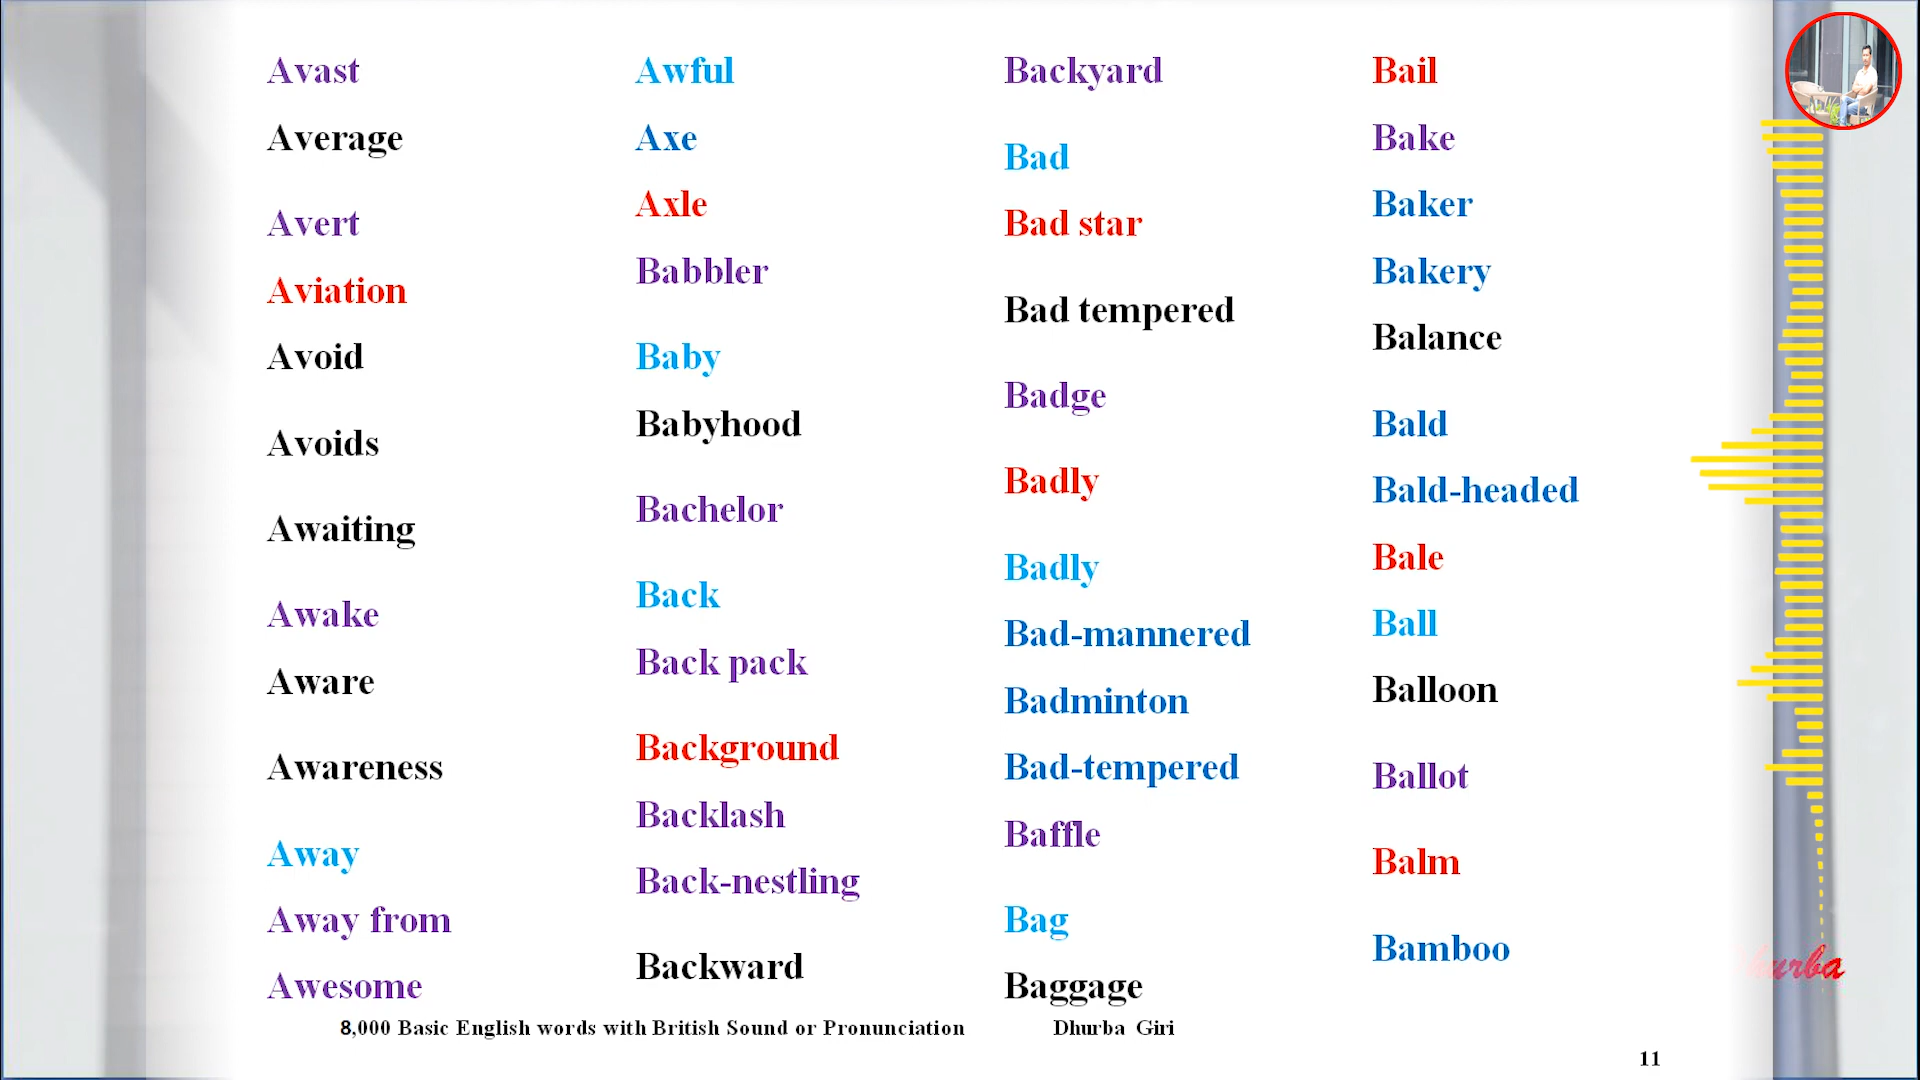 Avast
Average
Avert
Aviation
Avoid
Avoids
Awaiting
Awake
Aware
Awareness
Away
Away from
Awesome
Awful
Axe
Axle
Babbler
Baby
Babyhood
Bachelor
Back
Back pack
Background
Backlash
Back-nestling
Backward
Backyard
Bad
Bad star
Bad tempered
Badge
Badly
Badly
Bad-mannered
Badminton
Bad-tempered
Baffle
Bag
Baggage
Bail
Bake
Baker
Bakery
Balance
Bald
Bald-headed
Bale
Ball
Balloon
Ballot
Balm
Bamboo
8,000 Basic English words with British Sound or Pronunciation Dhurba Giri
11